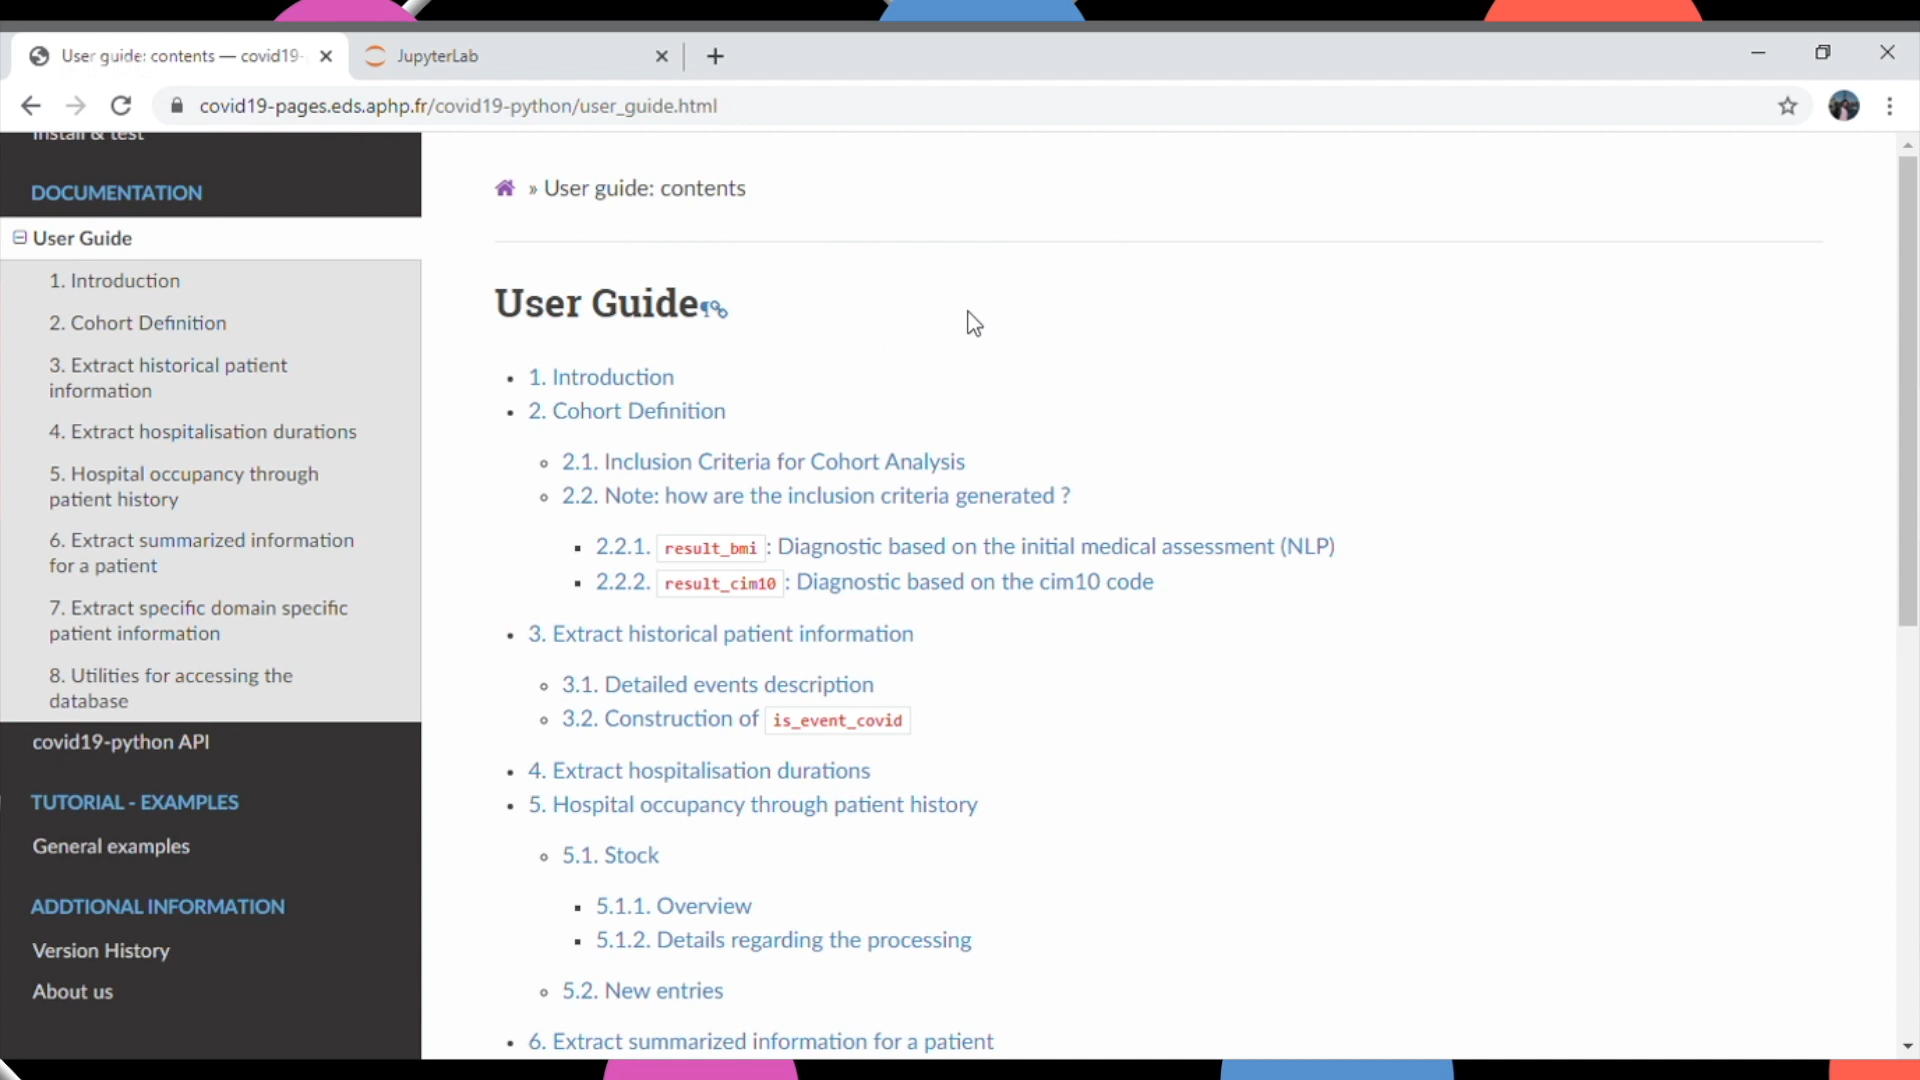 User guide: contents — covid19-
JupyterLab
covid19-pages.eds.aphp.fr/covid19-python/user_guide.html
Install & test
DOCUMENTATION
User Guide
1. Introduction
2. Cohort Definition
3. Extract historical patient
information
4. Extract hospitalisation durations
5. Hospital occupancy through
patient history
6. Extract summarized information
for a patient
7. Extract specific domain specific
patient information
8. Utilities for accessing the
database
covid19-python API
TUTORIAL - EXAMPLES
General examples
ADDTIONAL INFORMATION
Version History
About us
» User guide: contents
User Guide¶
1. Introduction
2. Cohort Definition
2.1. Inclusion Criteria for Cohort Analysis
2.2. Note: how are the inclusion criteria generated ?
2.2.1. result_bmi : Diagnostic based on the initial medical assessment (NLP)
2.2.2. result_cim10 : Diagnostic based on the cim10 code
3. Extract historical patient information
3.1. Detailed events description
3.2. Construction of is_event_covid
4. Extract hospitalisation durations
5. Hospital occupancy through patient history
5.1. Stock
5.1.1. Overview
5.1.2. Details regarding the processing
5.2. New entries
6. Extract summarized information for a patient